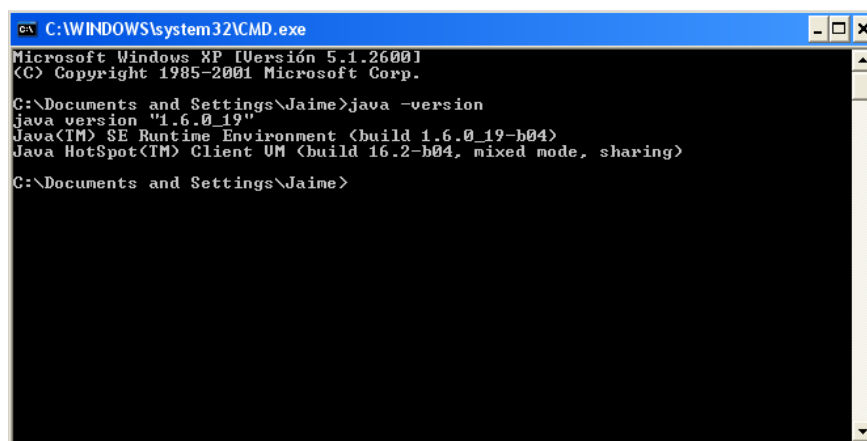 C:\WINDOWS\system32\CMD.exe
Microsoft Windows XP [Versión 5.1.2600]
(C) Copyright 1985-2001 Microsoft Corp.
C:\Documents and Settings\Jaime>java -version
java version "1.6.0_19"
Java(TM) SE Runtime Environment (build 1.6.0_19-b04)
Java HotSpot(TM) Client VM (build 16.2-b04, mixed mode, sharing)
C:\Documents and Settings\Jaime>